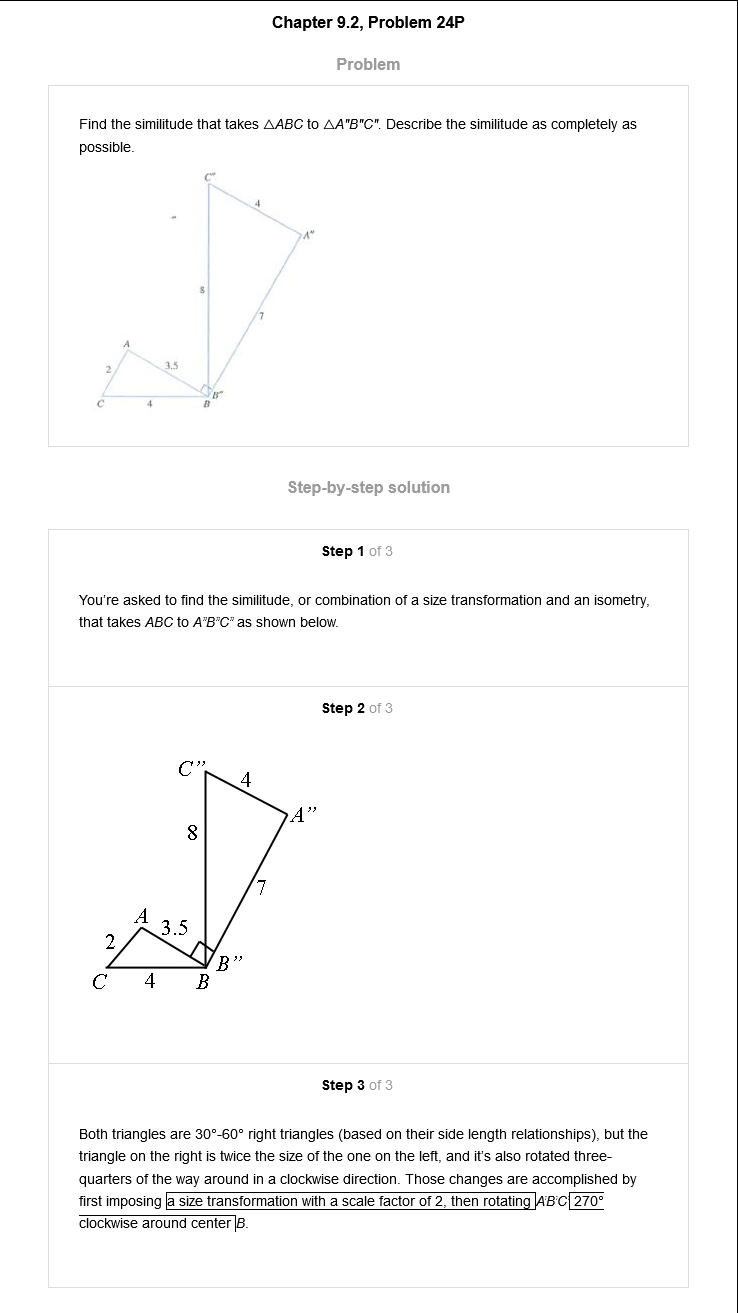 Chapter 9.2, Problem 24P
Problem
Find the similitude that takes △ABC to △A″B″C″. Describe the similitude as completely as
possible.
C"
4
A"
8
7
A
2
3.5
B"
C
4
B
Step-by-step solution
Step 1 of 3
You're asked to find the similitude, or combination of a size transformation and an isometry,
that takes ABC to A"B"C" as shown below.
Step 2 of 3
C”
4
A”
8
7
A
3.5
2
B”
C
4
B
Step 3 of 3
Both triangles are 30°-60° right triangles (based on their side length relationships), but the
triangle on the right is twice the size of the one on the left, and it's also rotated three-
quarters of the way around in a clockwise direction. Those changes are accomplished by
first imposing a size transformation with a scale factor of 2, then rotating A'B'C' 270°
clockwise around center B.